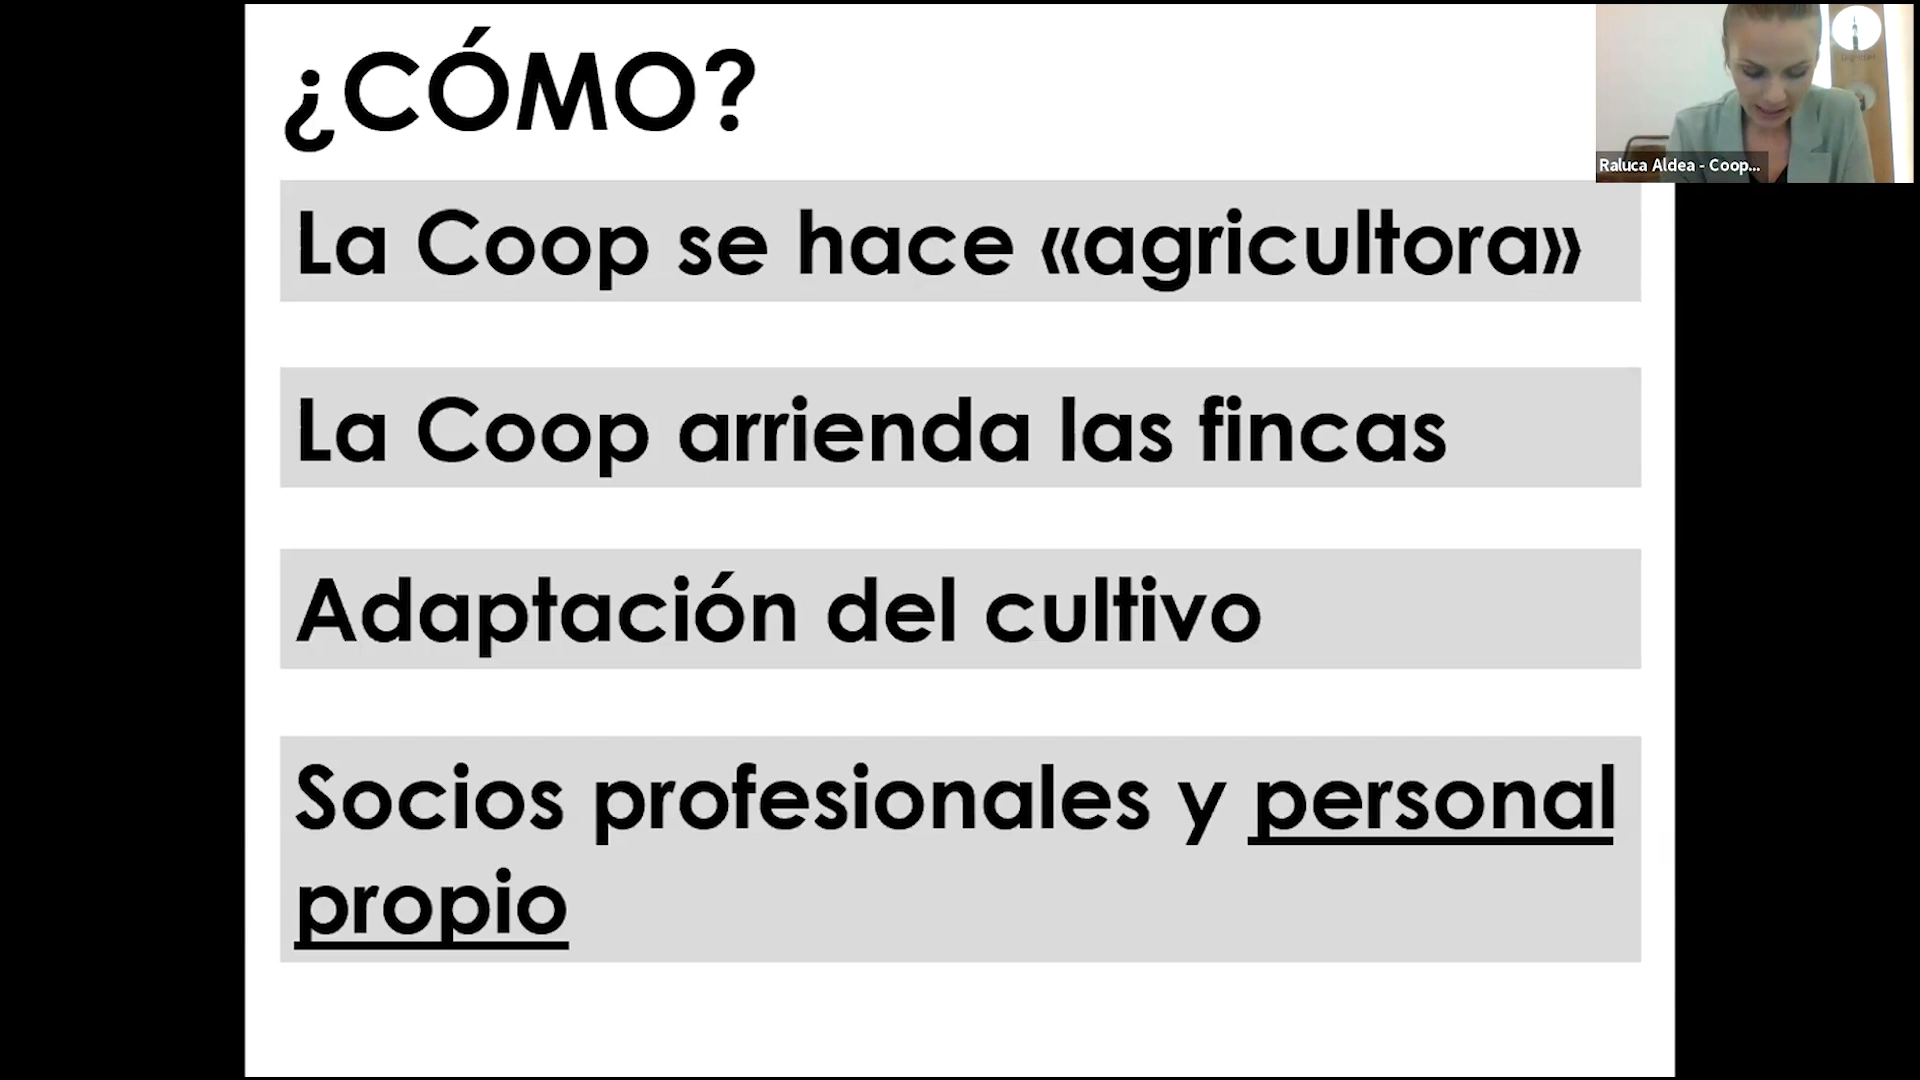 ¿CÓMO?
Raluca Aldea - Coop...
La Coop se hace «agricultora»
La Coop arrienda las fincas
Adaptación del cultivo
Socios profesionales y personal
propio